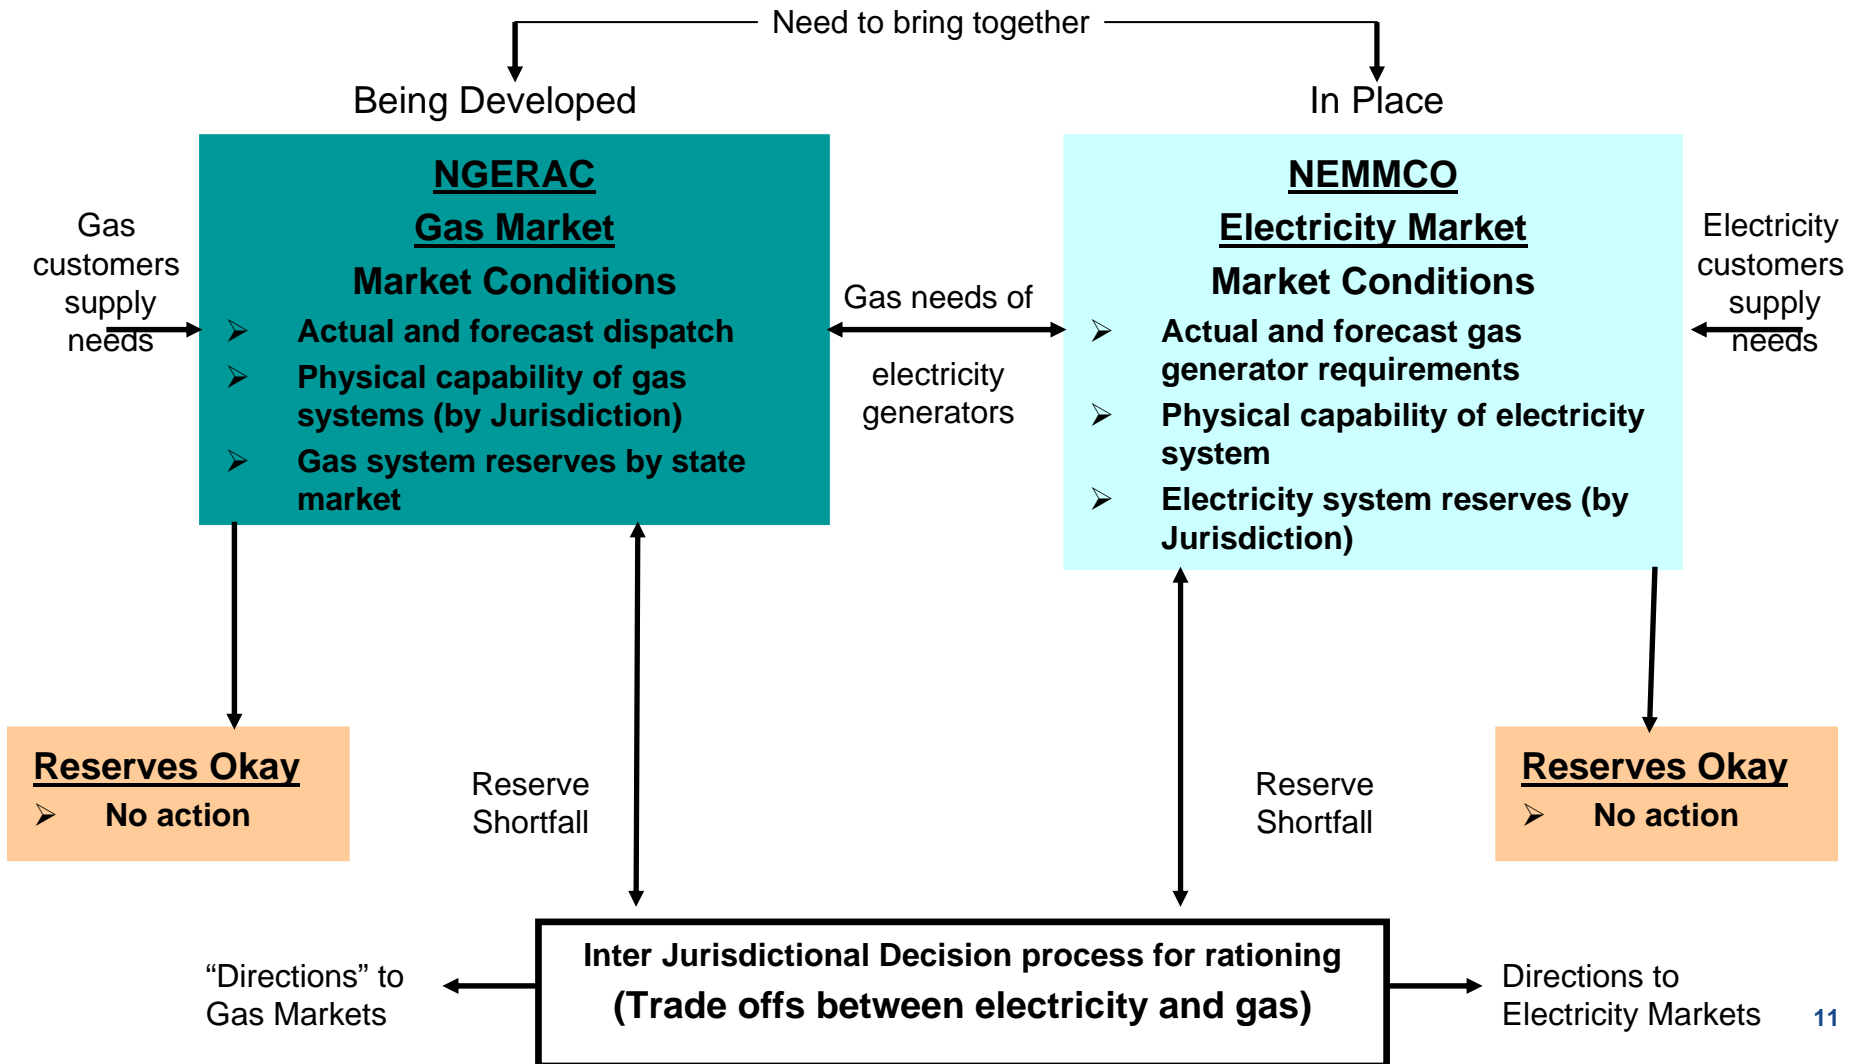 Need to bring together
Being Developed
In Place
NGERAC
Gas Market
Market Conditions
➢ Actual and forecast dispatch
➢ Physical capability of gas
systems (by Jurisdiction)
➢ Gas system reserves by state
market
NEMMCO
Electricity Market
Market Conditions
➢ Actual and forecast gas
generator requirements
➢ Physical capability of electricity
system
➢ Electricity system reserves (by
Jurisdiction)
Gas
customers
supply
needs
Gas needs of
electricity
generators
Electricity
customers
supply
needs
Reserves Okay
➢ No action
Reserve
Shortfall
Reserve
Shortfall
Reserves Okay
➢ No action
Inter Jurisdictional Decision process for rationing
(Trade offs between electricity and gas)
“Directions” to
Gas Markets
Directions to
Electricity Markets
11